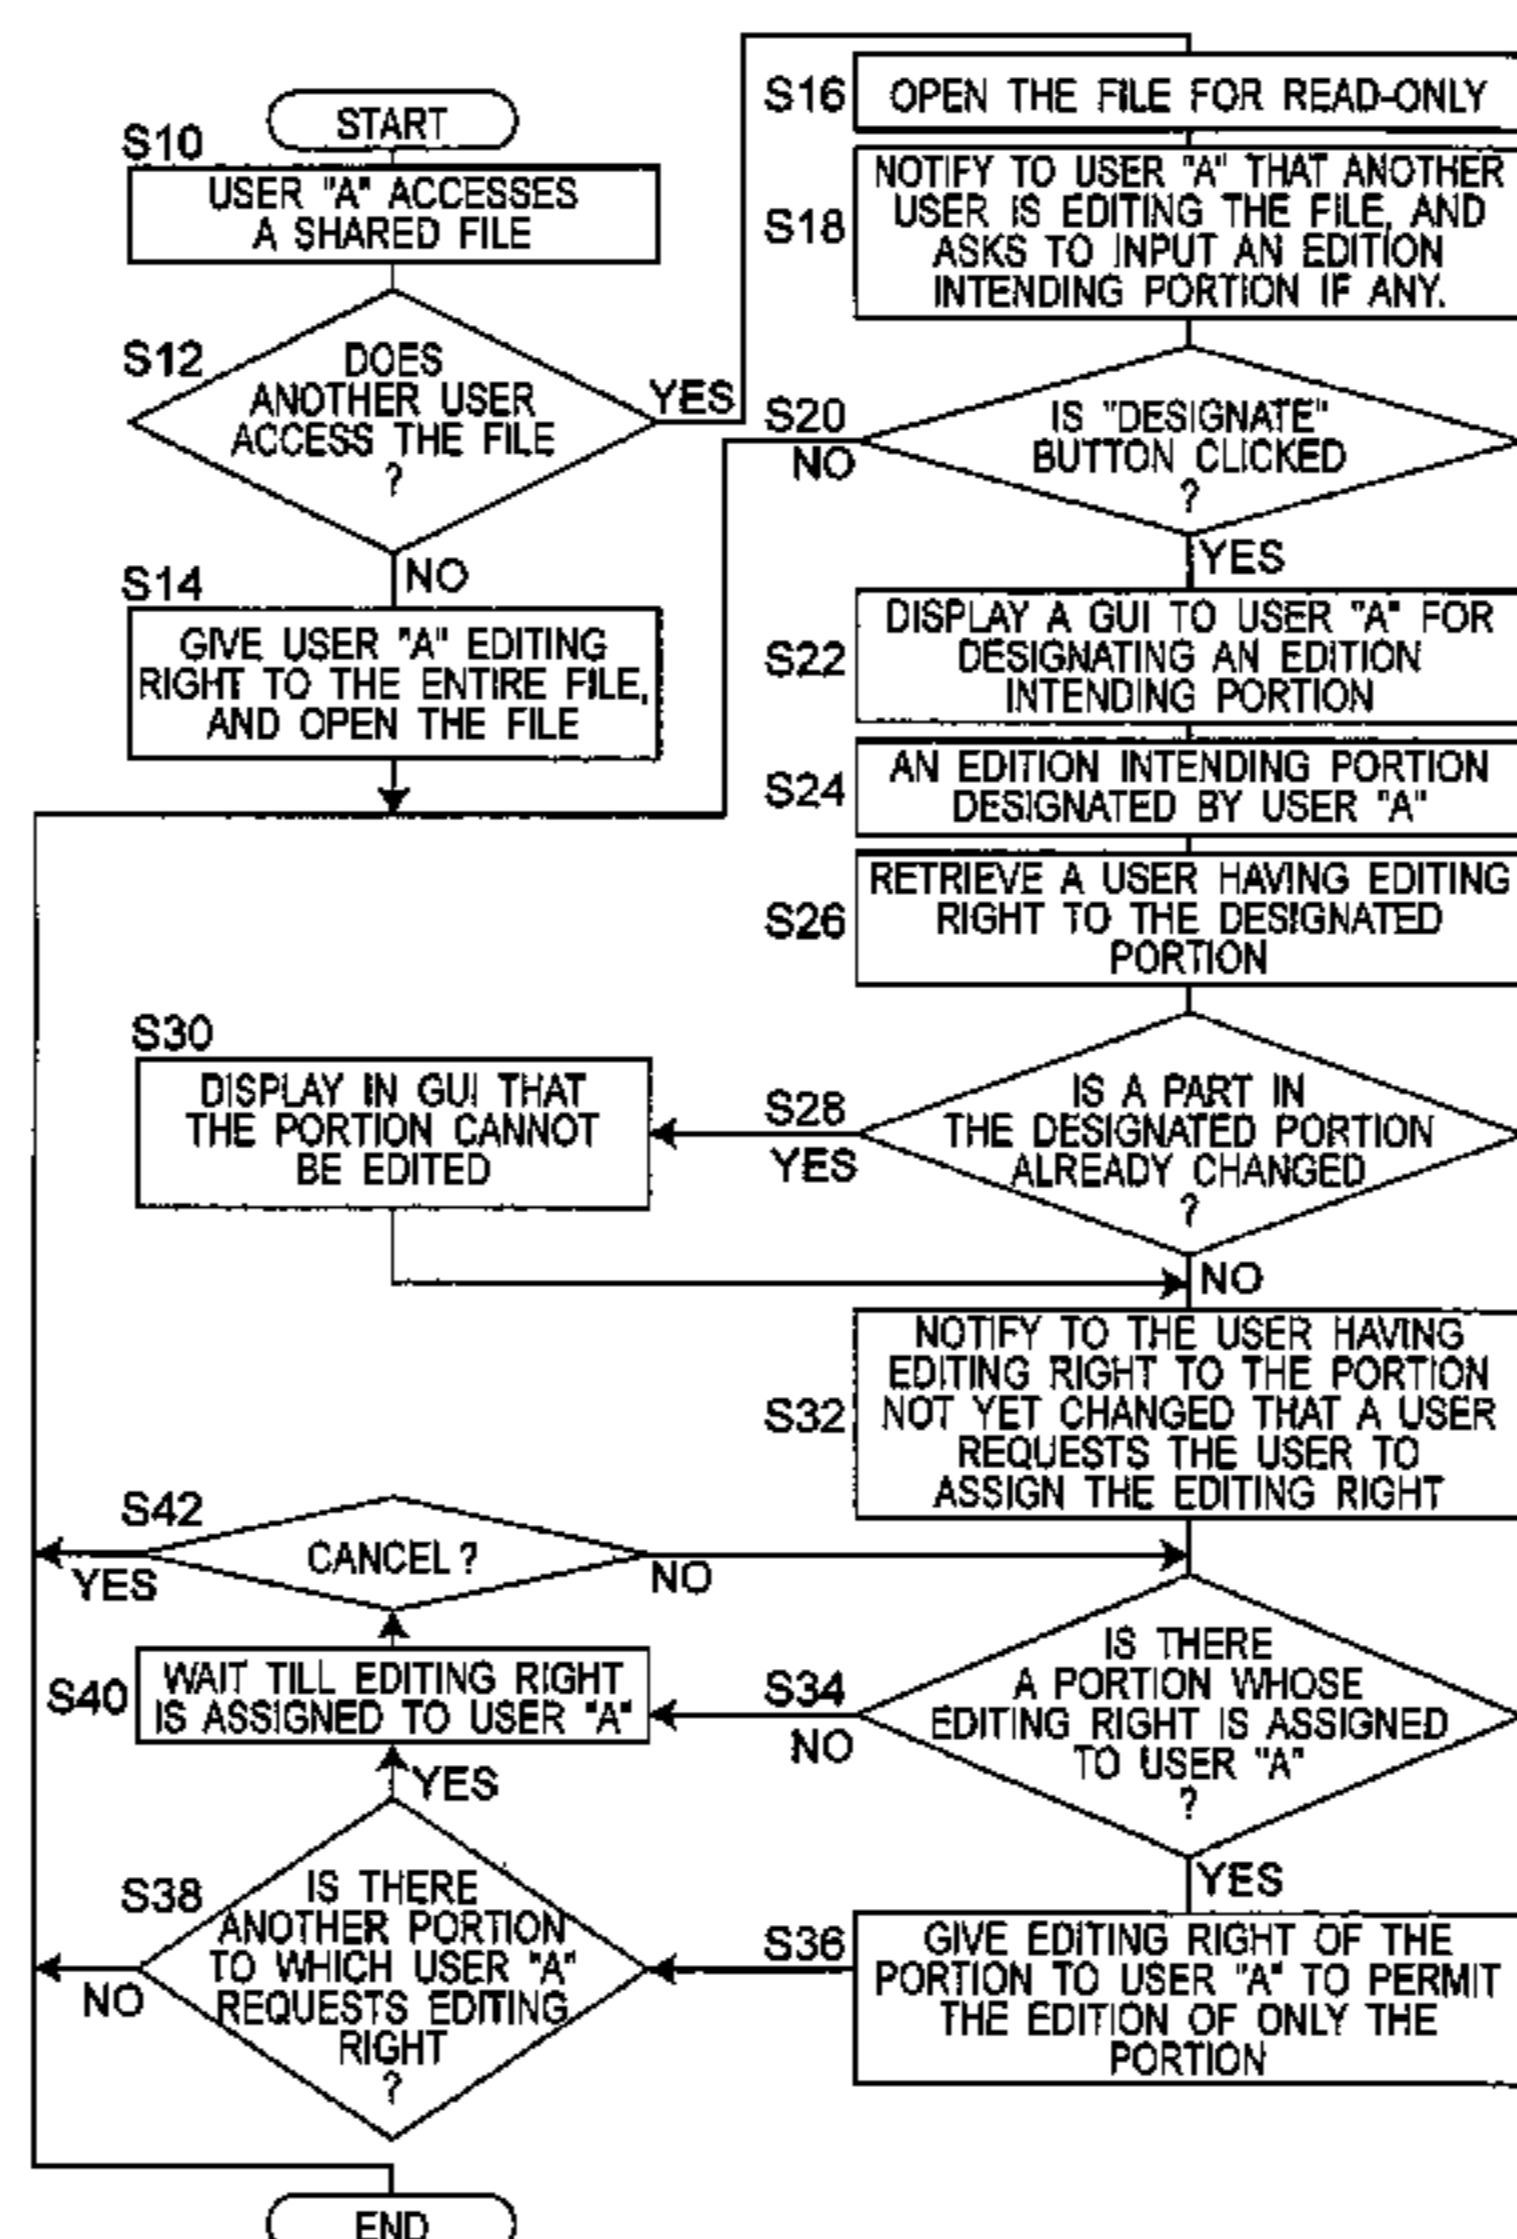 START
S10
USER "A" ACCESSES
A SHARED FILE
S12
DOES
ANOTHER USER
ACCESS THE FILE
?
YES
NO
S14
GIVE USER "A" EDITING
RIGHT TO THE ENTIRE FILE,
AND OPEN THE FILE
S16
OPEN THE FILE FOR READ-ONLY
S18
NOTIFY TO USER "A" THAT ANOTHER
USER IS EDITING THE FILE, AND
ASKS TO INPUT AN EDITION
INTENDING PORTION IF ANY.
S20
NO
IS "DESIGNATE"
BUTTON CLICKED
?
YES
S22
DISPLAY A GUI TO USER "A" FOR
DESIGNATING AN EDITION
INTENDING PORTION
S24
AN EDITION INTENDING PORTION
DESIGNATED BY USER "A"
S26
RETRIEVE A USER HAVING EDITING
RIGHT TO THE DESIGNATED
PORTION
S28
YES
IS A PART IN
THE DESIGNATED PORTION
ALREADY CHANGED
?
NO
S30
DISPLAY IN GUI THAT
THE PORTION CANNOT
BE EDITED
S32
NOTIFY TO THE USER HAVING
EDITING RIGHT TO THE PORTION
NOT YET CHANGED THAT A USER
REQUESTS THE USER TO
ASSIGN THE EDITING RIGHT
S34
NO
IS THERE
A PORTION WHOSE
EDITING RIGHT IS ASSIGNED
TO USER "A"
?
YES
S36
GIVE EDITING RIGHT OF THE
PORTION TO USER "A" TO PERMIT
THE EDITION OF ONLY THE
PORTION
S38
NO
IS THERE
ANOTHER PORTION
TO WHICH USER "A"
REQUESTS EDITING
RIGHT
?
YES
S40
WAIT TILL EDITING RIGHT
IS ASSIGNED TO USER "A"
S42
YES
CANCEL?
NO
END